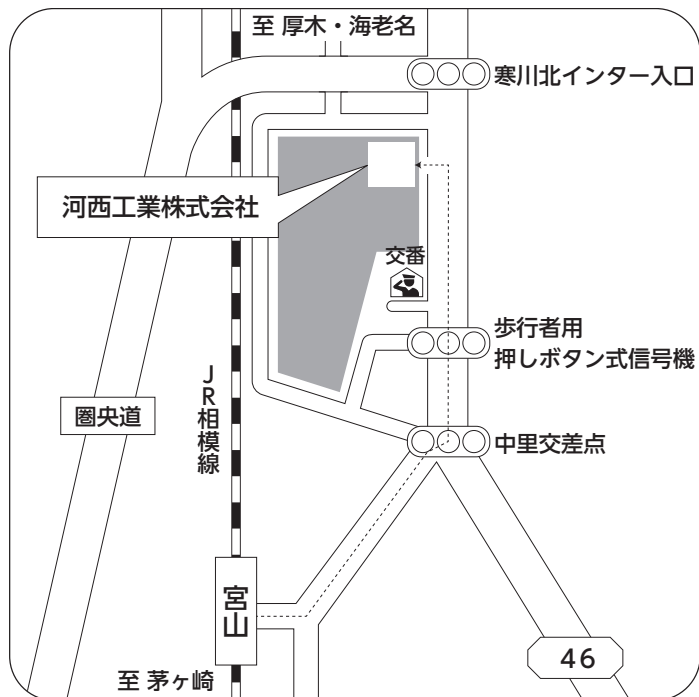 至 厚木・海老名
寒川北インター入口
河西工業株式会社
交番
歩行者用
押しボタン式信号機
JR相模線
圏央道
中里交差点
宮山
46
至 茅ヶ崎